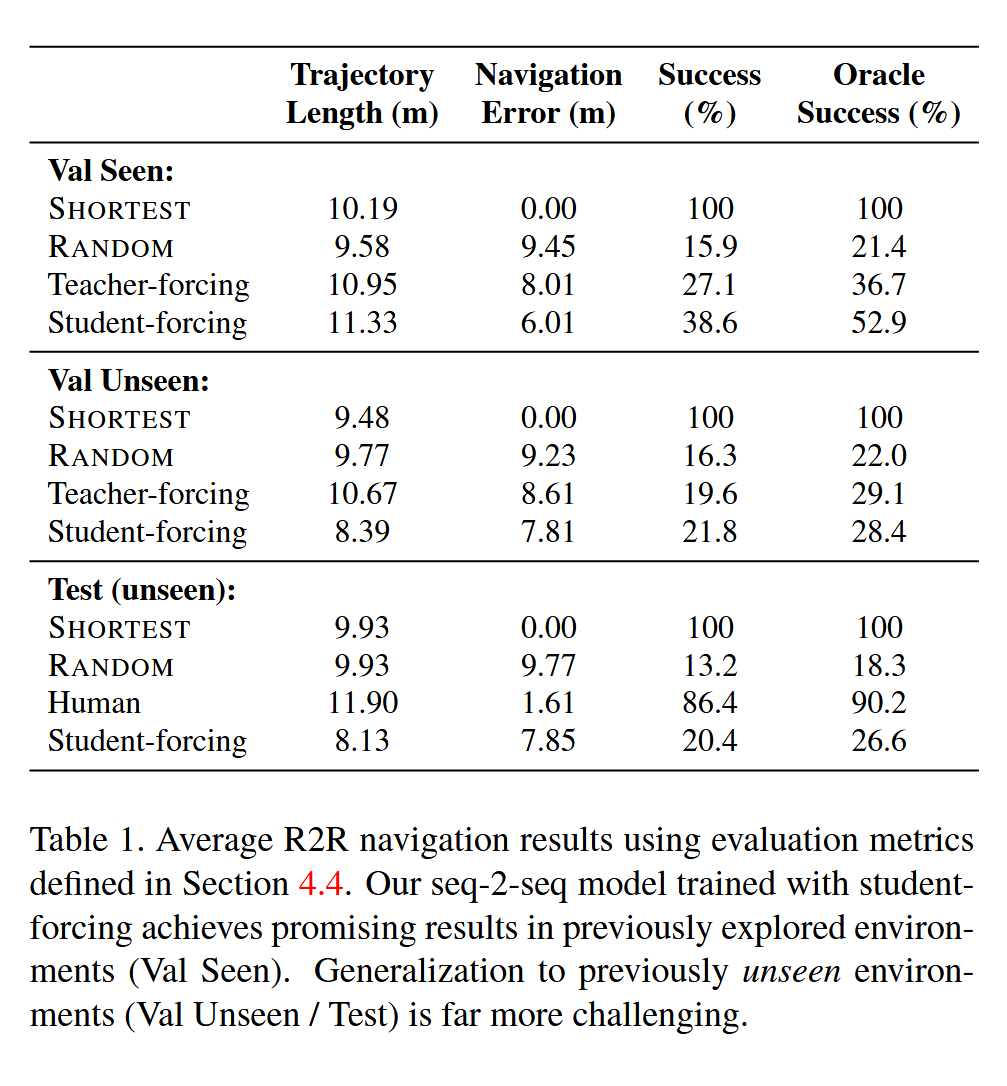 Trajectory Navigation Success Oracle
Length (m) Error (m) (%) Success (%)
Val Seen:
SHORTEST 10.19 0.00 100 100
RANDOM 9.58 9.45 15.9 21.4
Teacher-forcing 10.95 8.01 27.1 36.7
Student-forcing 11.33 6.01 38.6 52.9
Val Unseen:
SHORTEST 9.48 0.00 100 100
RANDOM 9.77 9.23 16.3 22.0
Teacher-forcing 10.67 8.61 19.6 29.1
Student-forcing 8.39 7.81 21.8 28.4
Test (unseen):
SHORTEST 9.93 0.00 100 100
RANDOM 9.93 9.77 13.2 18.3
Human 11.90 1.61 86.4 90.2
Student-forcing 8.13 7.85 20.4 26.6
Table 1. Average R2R navigation results using evaluation metrics
defined in Section 4.4. Our seq-2-seq model trained with student-
forcing achieves promising results in previously explored environ-
ments (Val Seen). Generalization to previously unseen environ-
ments (Val Unseen / Test) is far more challenging.